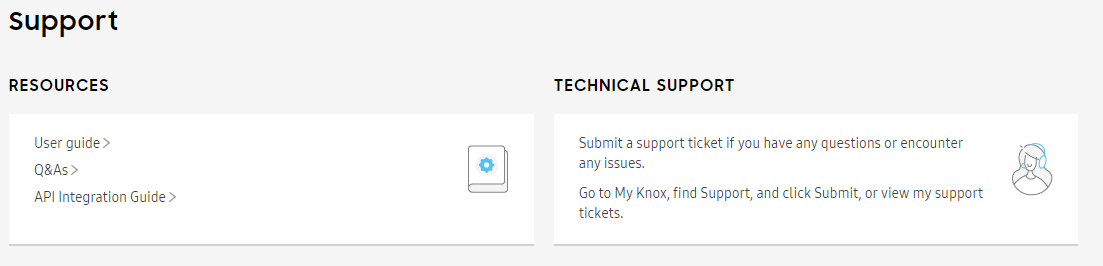 Support
RESOURCES
User guide >
Q&As >
API Integration Guide >
TECHNICAL SUPPORT
Submit a support ticket if you have any questions or encounter
any issues.
Go to My Knox, find Support, and click Submit, or view my support
tickets.